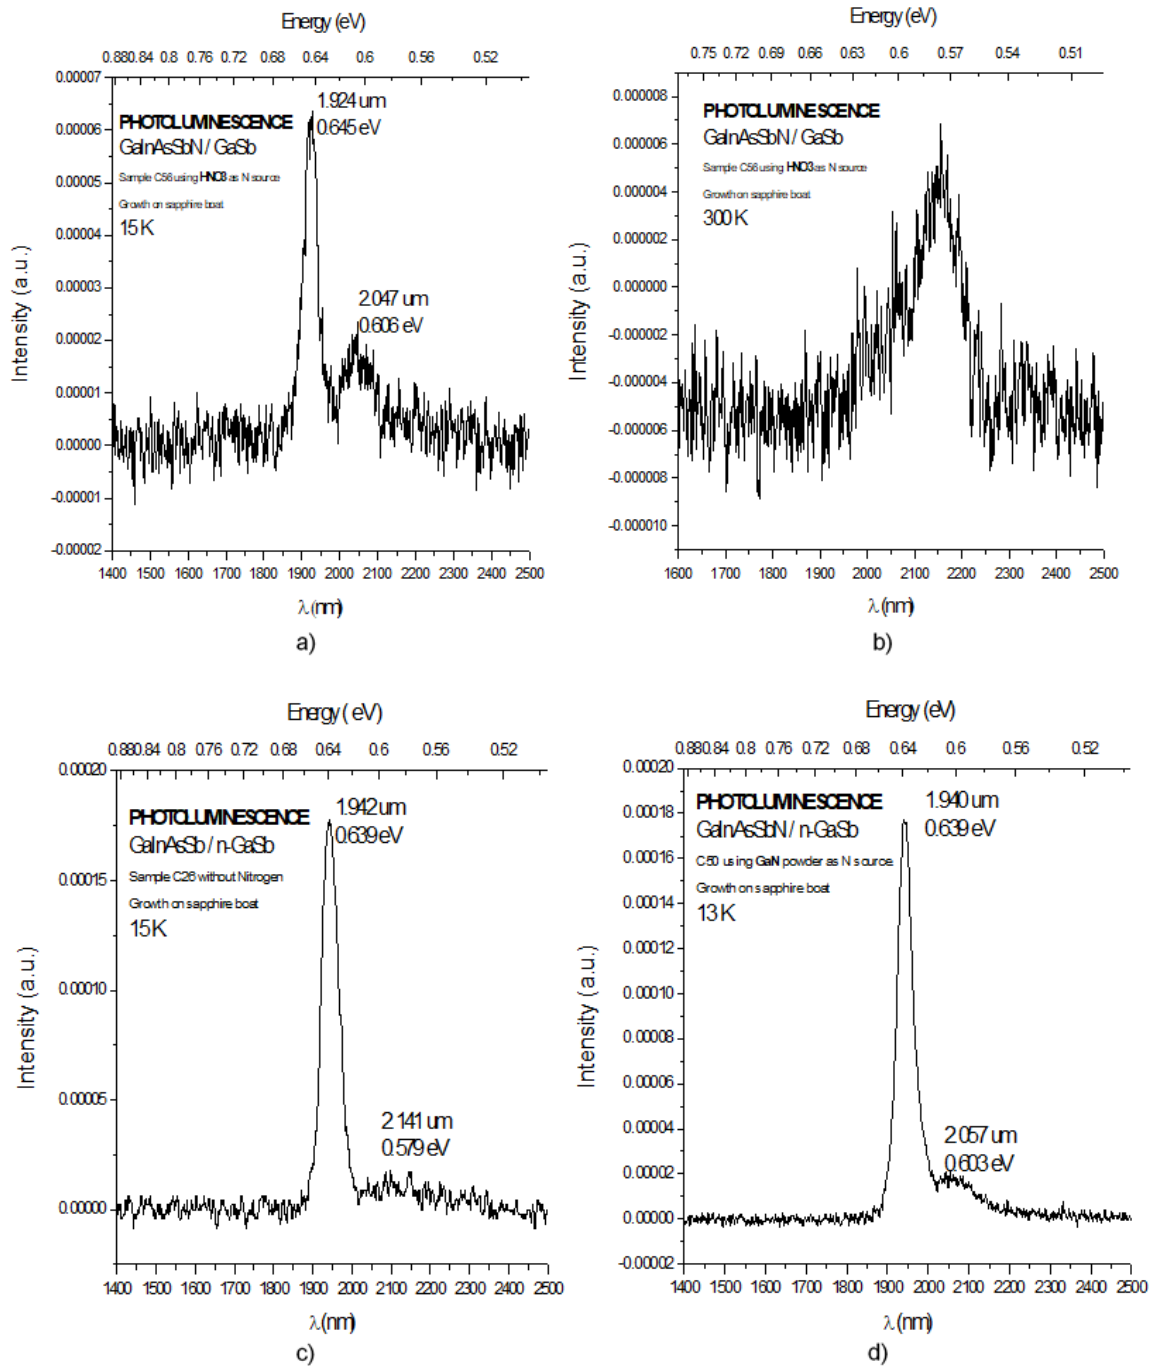 a)
Energy (eV)
0.88 0.84 0.8 0.76 0.72 0.68 0.64 0.6 0.56 0.52
0.00007
0.00006
0.00005
0.00004
0.00003
0.00002
0.00001
0.00000
-0.00001
-0.00002
Intensity (a.u.)
PHOTOLUMINESCENCE
GaInAsSbN / GaSb
Sample C56 using HNO3 as N source
Growth on sapphire boat
15 K
1.924 um
0.645 eV
2.047 um
0.606 eV
1400 1500 1600 1700 1800 1900 2000 2100 2200 2300 2400 2500
λ (nm)
a)
b)
Energy (eV)
0.75 0.72 0.69 0.66 0.63 0.6 0.57 0.54 0.51
0.000008
0.000006
0.000004
0.000002
0.000000
-0.000002
-0.000004
-0.000006
-0.000008
-0.000010
Intensity (a.u.)
PHOTOLUMINESCENCE
GaInAsSbN / GaSb
Sample C56 using HNO3 as N source
Growth on sapphire boat
300 K
1600 1700 1800 1900 2000 2100 2200 2300 2400 2500
λ (nm)
b)
Energy ( eV)
0.88 0.84 0.8 0.76 0.72 0.68 0.64 0.6 0.56 0.52
0.00020
0.00015
0.00010
0.00005
0.00000
Intensity (a.u.)
PHOTOLUMINESCENCE
GaInAsSb / n-GaSb
Sample C26 without Nitrogen
Growth on sapphire boat
15 K
1.942 um
0.639 eV
2.141 um
0.579 eV
1400 1500 1600 1700 1800 1900 2000 2100 2200 2300 2400 2500
λ (nm)
c)
Energy (eV)
0.88 0.84 0.8 0.76 0.72 0.68 0.64 0.6 0.56 0.52
0.00020
0.00018
0.00016
0.00014
0.00012
0.00010
0.00008
0.00006
0.00004
0.00002
0.00000
-0.00002
Intensity (a.u.)
PHOTOLUMINESCENCE
GaInAsSbN / n-GaSb
C50 using GaN powder as N source.
Growth on sapphire boat
13 K
1.940 um
0.639 eV
2.057 um
0.603 eV
1400 1500 1600 1700 1800 1900 2000 2100 2200 2300 2400 2500
λ (nm)
d)